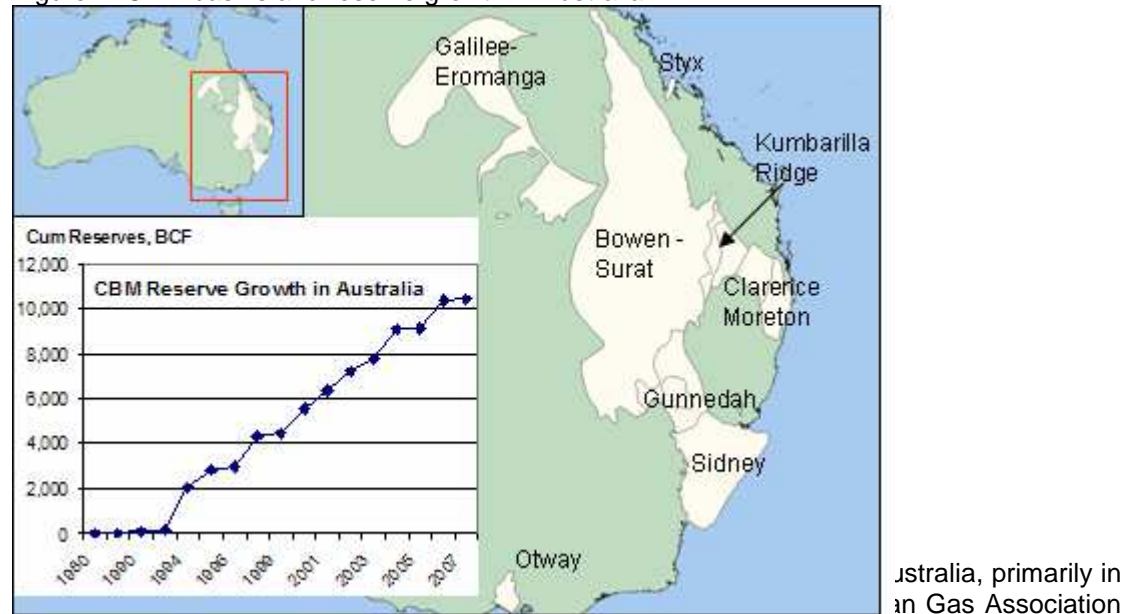 Galilee-
Eromanga
Styx
Kumbarilla
Ridge
Bowen -
Surat
Clarence
Moreton
Gunnedah
Sidney
Otway
Cum Reserves, BCF
CBM Reserve Growth in Australia
12,000
10,000
8,000
6,000
4,000
2,000
0
1980 1990 1994 1996 1999 2001 2003 2005 2007
ustralia, primarily in
an Gas Association